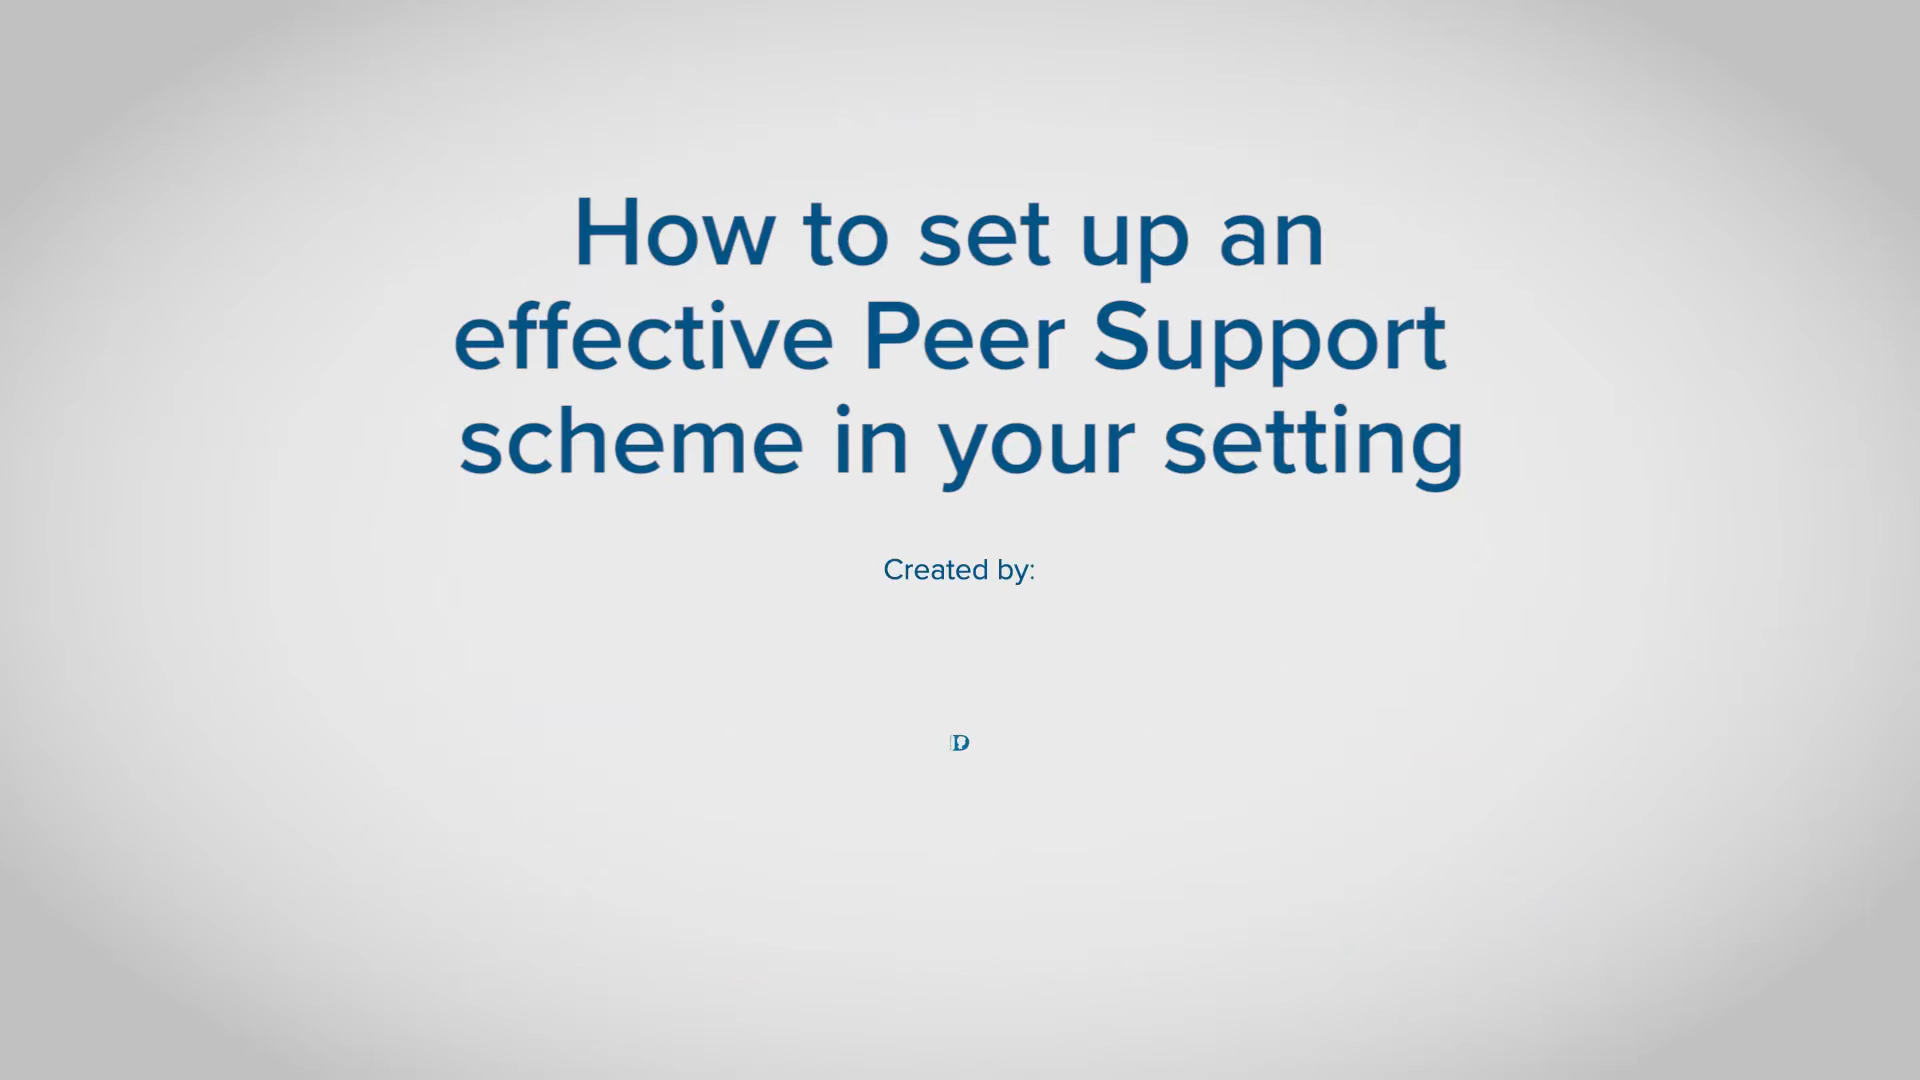 How to set up an
effective Peer Support
scheme in your setting
Created by: